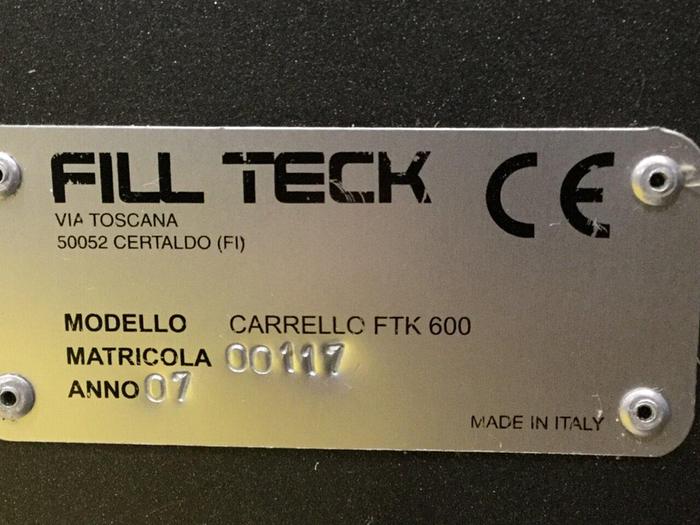 FILL TECK CE
VIA TOSCANA
50052 CERTALDO (FI)
MODELLO CARRELLO FTK 600
MATRICOLA 00117
ANNO 07
MADE IN ITALY